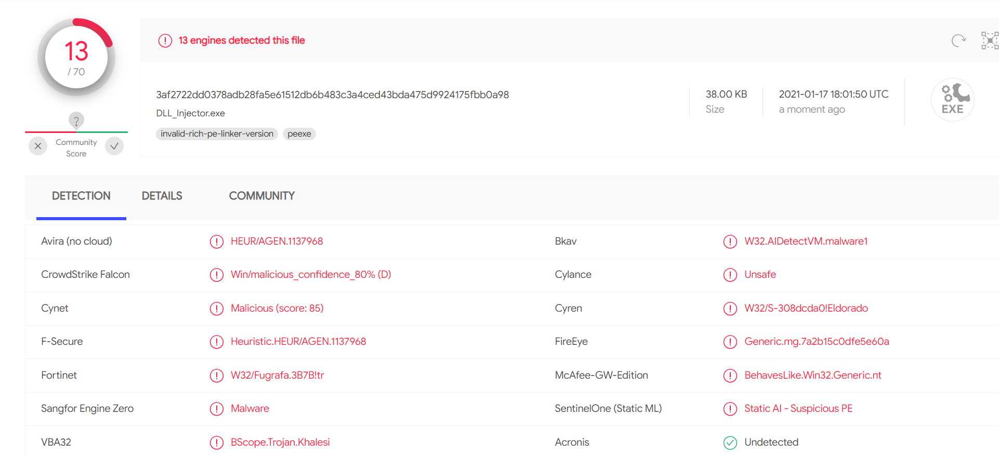 13
/ 70
?
Community
Score
13 engines detected this file
3af2722dd0378adb28fa5e61512db6b483c3a4ced43bda475d9924175fbb0a98
DLL_Injector.exe
invalid-rich-pe-linker-version peexe
38.00 KB
Size
2021-01-17 18:01:50 UTC
a moment ago
EXE
DETECTION DETAILS COMMUNITY
Avira (no cloud) HEUR/AGEN.1137968 Bkav W32.AIDetectVM.malware1
CrowdStrike Falcon Win/malicious_confidence_80% (D) Cylance Unsafe
Cynet Malicious (score: 85) Cyren W32/S-308dcda0!Eldorado
F-Secure Heuristic.HEUR/AGEN.1137968 FireEye Generic.mg.7a2b15c0dfe5e60a
Fortinet W32/Fugrafa.3B7B!tr McAfee-GW-Edition BehavesLike.Win32.Generic.nt
Sangfor Engine Zero Malware SentinelOne (Static ML) Static AI - Suspicious PE
VBA32 BScope.Trojan.Khalesi Acronis Undetected